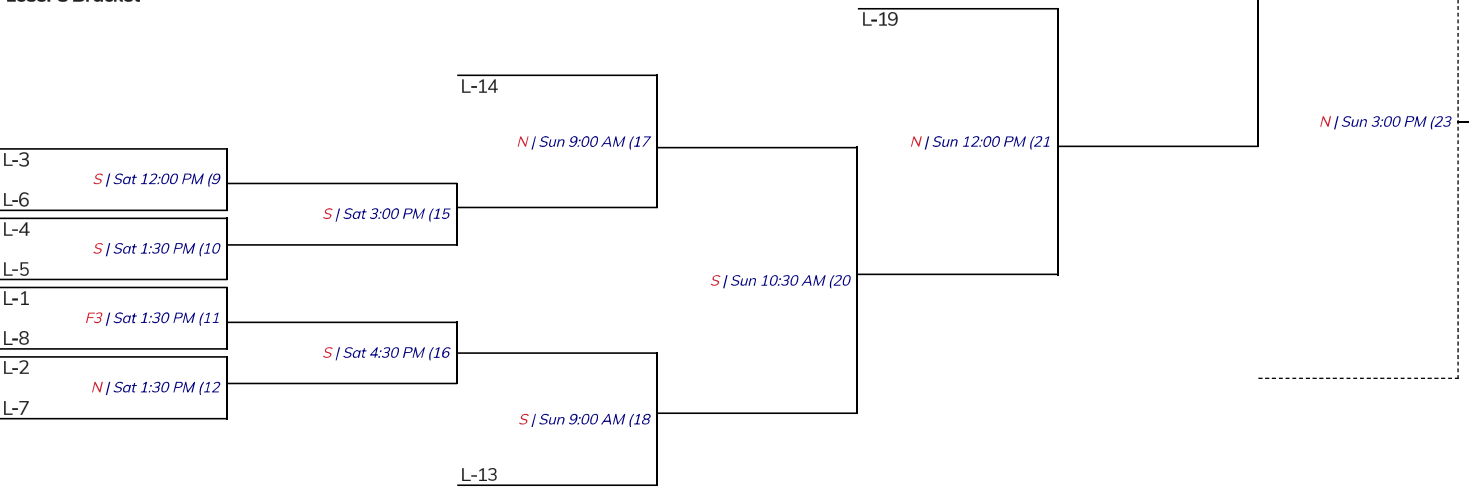 L-19
L-14
N | Sun 9:00 AM (17
N | Sun 12:00 PM (21
N | Sun 3:00 PM (23
L-3
S | Sat 12:00 PM (9
L-6
S | Sat 3:00 PM (15
L-4
S | Sat 1:30 PM (10
L-5
S | Sun 10:30 AM (20
L-1
F3 | Sat 1:30 PM (11
L-8
S | Sat 4:30 PM (16
L-2
N | Sat 1:30 PM (12
L-7
S | Sun 9:00 AM (18
L-13